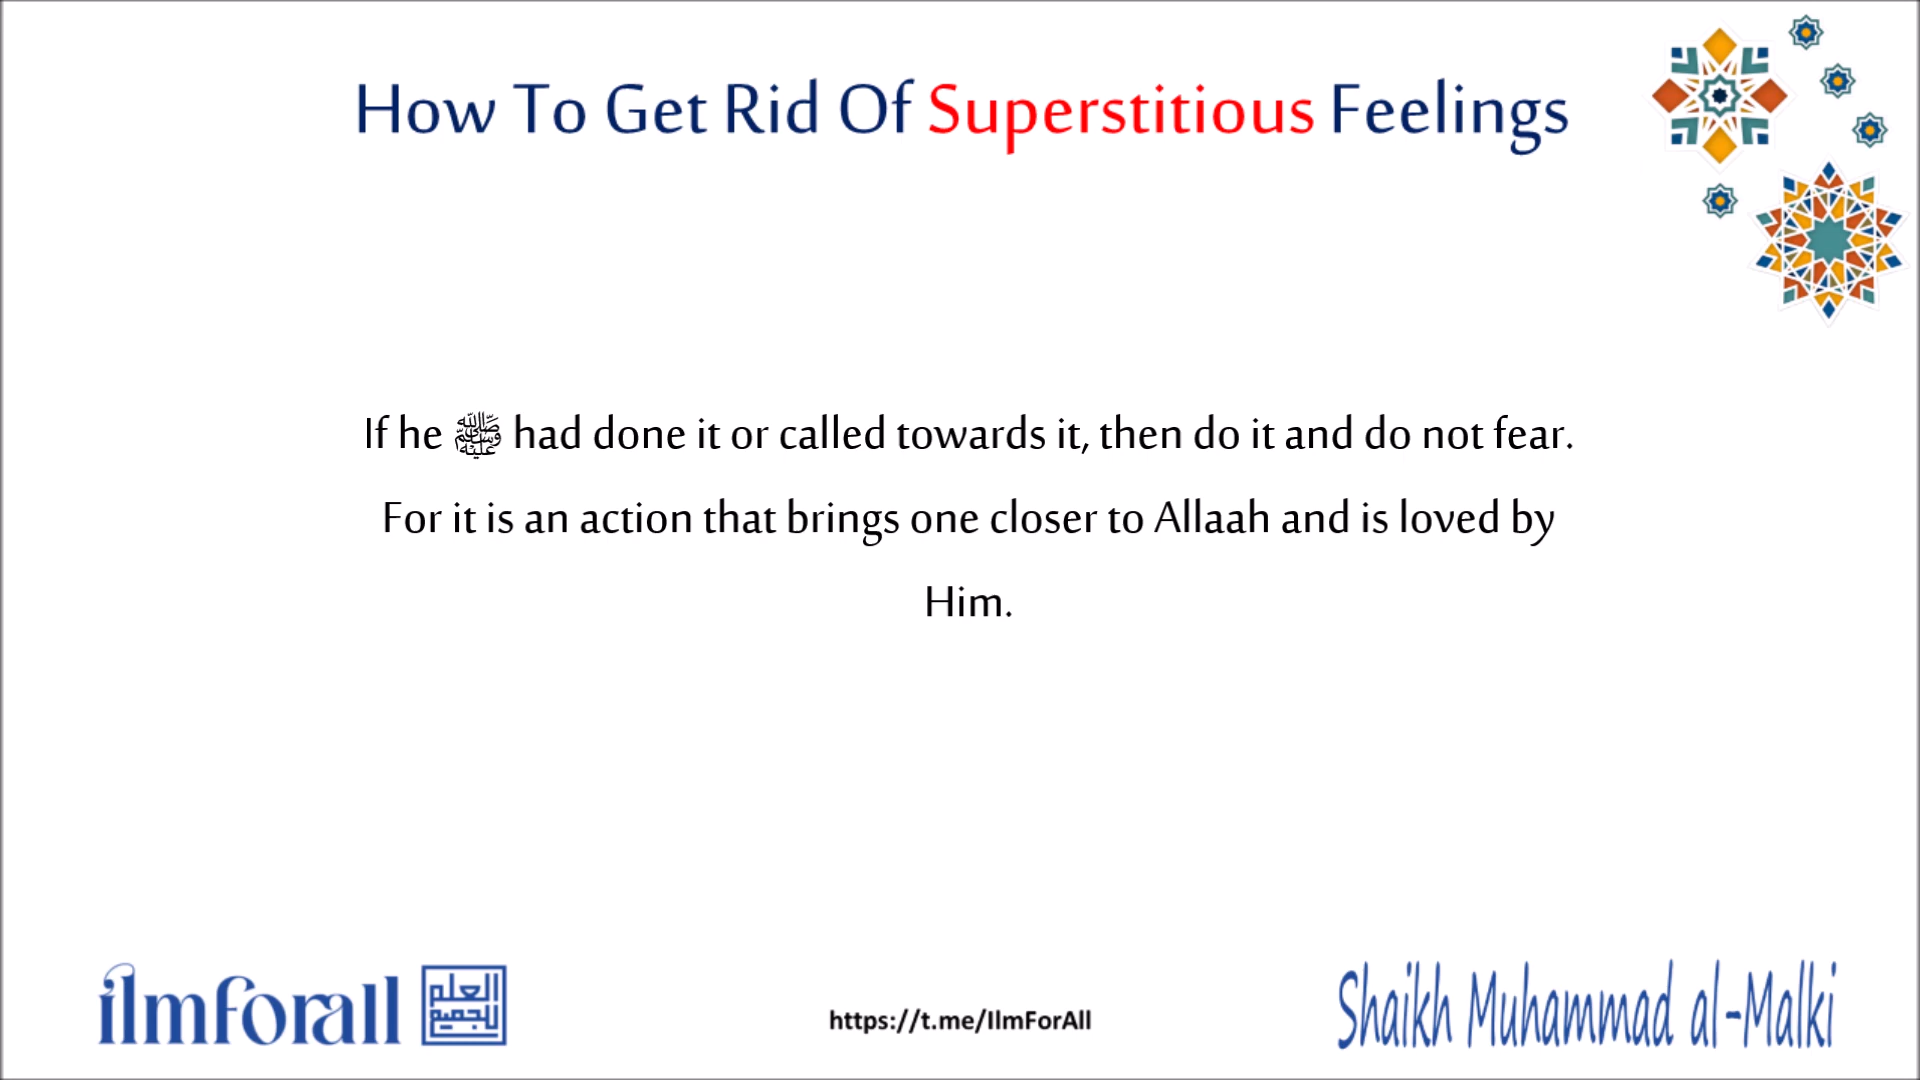 How To Get Rid Of Superstitious Feelings
If he ﷺ had done it or called towards it, then do it and do not fear.
For it is an action that brings one closer to Allaah and is loved by
Him.
ilmforall
العلم
للجميع
https://t.me/IlmForAll
Shaikh Muhammad al-Malki